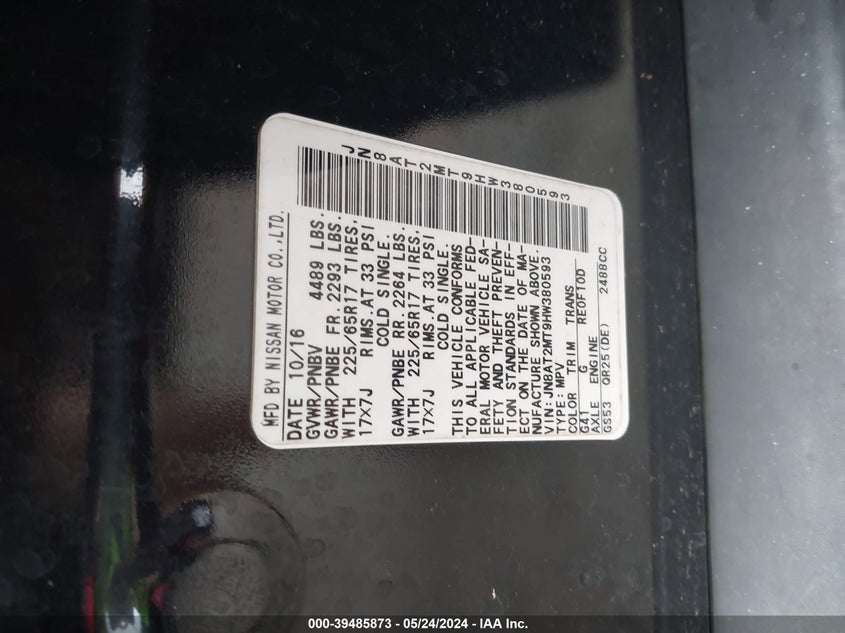 MFD BY NISSAN MOTOR CO.,LTD.
DATE 10/16
GVWR/PNBV 4489 LBS.
GAWR/PNBE FR. 2293 LBS.
WITH 225/65R17 TIRES,
17X7J RIMS.AT 33 PSI
COLD SINGLE.
GAWR/PNBE RR. 2264 LBS.
WITH 225/65R17 TIRES,
17X7J RIMS.AT 33 PSI
COLD SINGLE.
THIS VEHICLE CONFORMS
TO ALL APPLICABLE FED-
ERAL MOTOR VEHICLE SA-
FETY AND THEFT PREVEN-
TION STANDARDS IN EFF-
ECT ON THE DATE OF MA-
NUFACTURE SHOWN ABOVE.
VIN:JN8AT2MT9HW380593
TYPE:MPV
COLOR TRIM TRANS
G41 G RE0F10D
AXLE ENGINE
GS53 QR25(DE) 2488CC
JN8AT2MT9HW380593
000-39485873 - 05/24/2024 - IAA Inc.